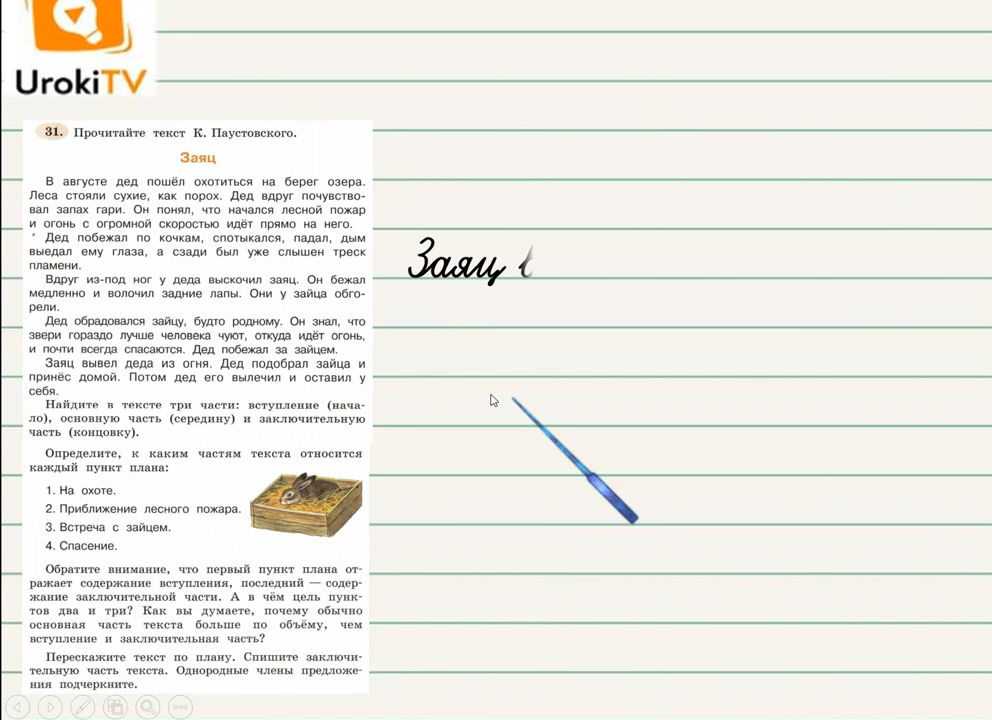 UrokiTV
31. Прочитайте текст К. Паустовского.
Заяц
В августе дед пошёл охотиться на берег озера.
Леса стояли сухие, как порох. Дед вдруг почувство-
вал запах гари. Он понял, что начался лесной пожар
и огонь с огромной скоростью идёт прямо на него.
Дед побежал по кочкам, спотыкался, падал, дым
выедал ему глаза, а сзади был уже слышен треск
пламени.
Вдруг из-под ног у деда выскочил заяц. Он бежал
медленно и волочил задние лапы. Они у зайца обго-
рели.
Дед обрадовался зайцу, будто родному. Он знал, что
звери гораздо лучше человека чуют, откуда идёт огонь,
и почти всегда спасаются. Дед побежал за зайцем.
Заяц вывел деда из огня. Дед подобрал зайца и
принёс домой. Потом дед его вылечил и оставил у
себя.
Найдите в тексте три части: вступление (нача-
ло), основную часть (середину) и заключительную
часть (концовку).
Определите, к каким частям текста относится
каждый пункт плана:
1. На охоте.
2. Приближение лесного пожара.
3. Встреча с зайцем.
4. Спасение.
Обратите внимание, что первый пункт плана от-
ражает содержание вступления, последний — содер-
жание заключительной части. А в чём цель пунк-
тов два и три? Как вы думаете, почему обычно
основная часть текста больше по объёму, чем
вступление и заключительная часть?
Перескажите текст по плану. Спишите заключи-
тельную часть текста. Однородные члены предложе-
ния подчеркните.
Заяц